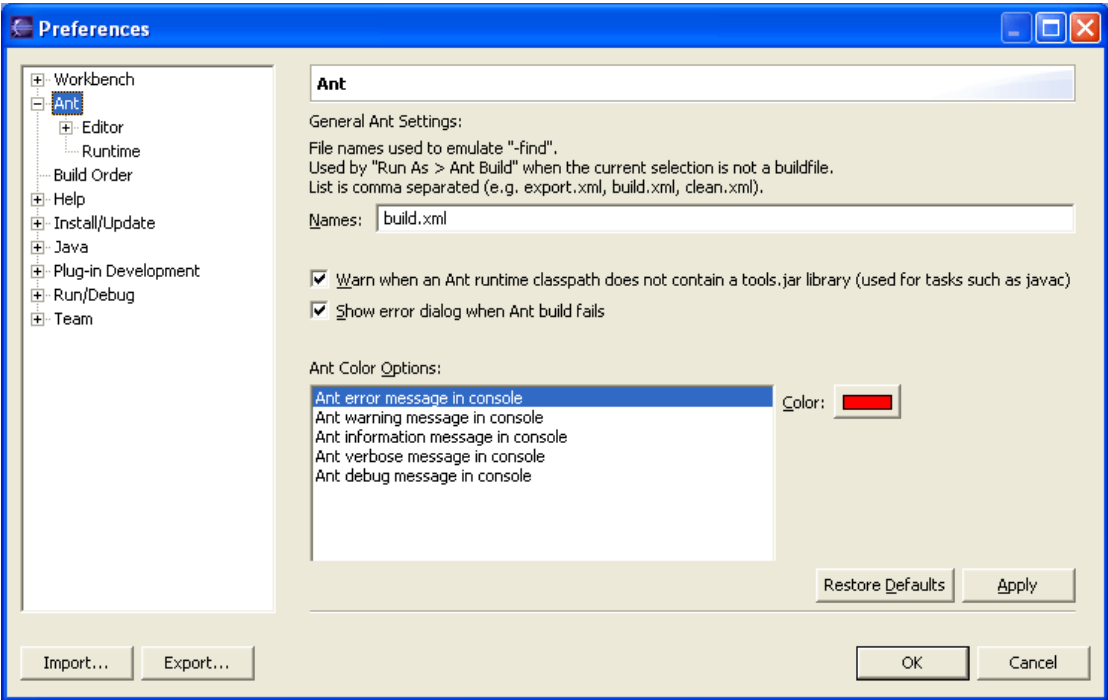 Preferences
Workbench
Ant
Editor
Runtime
Build Order
Help
Install/Update
Java
Plug-in Development
Run/Debug
Team
Ant
General Ant Settings:
File names used to emulate "-find".
Used by "Run As > Ant Build" when the current selection is not a buildfile.
List is comma separated (e.g. export.xml, build.xml, clean.xml).
Names: build.xml
Warn when an Ant runtime classpath does not contain a tools.jar library (used for tasks such as javac)
Show error dialog when Ant build fails
Ant Color Options:
Ant error message in console
Ant warning message in console
Ant information message in console
Ant verbose message in console
Ant debug message in console
Color:
Restore Defaults Apply
Import... Export... OK Cancel